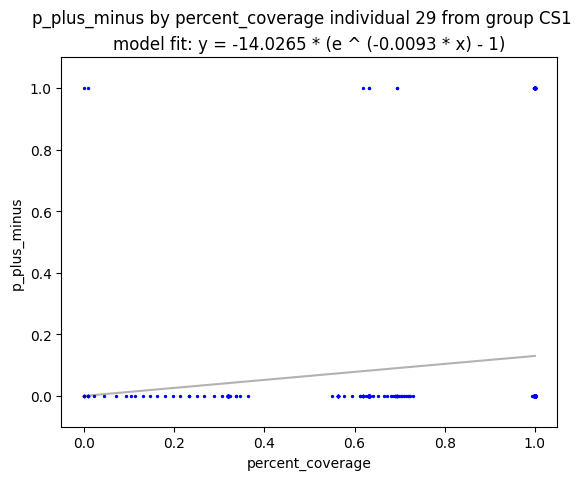 p_plus_minus by percent_coverage individual 29 from group CS1
model fit: y = -14.0265 * (e ^ (-0.0093 * x) - 1)
1.0
0.8
0.6
0.4
0.2
0.0
p_plus_minus
0.0 0.2 0.4 0.6 0.8 1.0
percent_coverage